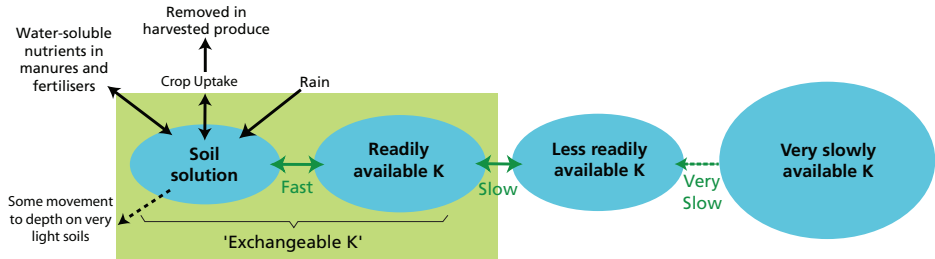 Removed in
harvested produce
Water-soluble
nutrients in
manures and
fertilisers
Crop Uptake
Rain
Soil
solution
Fast
Readily
available K
Slow
Less readily
available K
Very
Slow
Very slowly
available K
Some movement
to depth on very
light soils
'Exchangeable K'